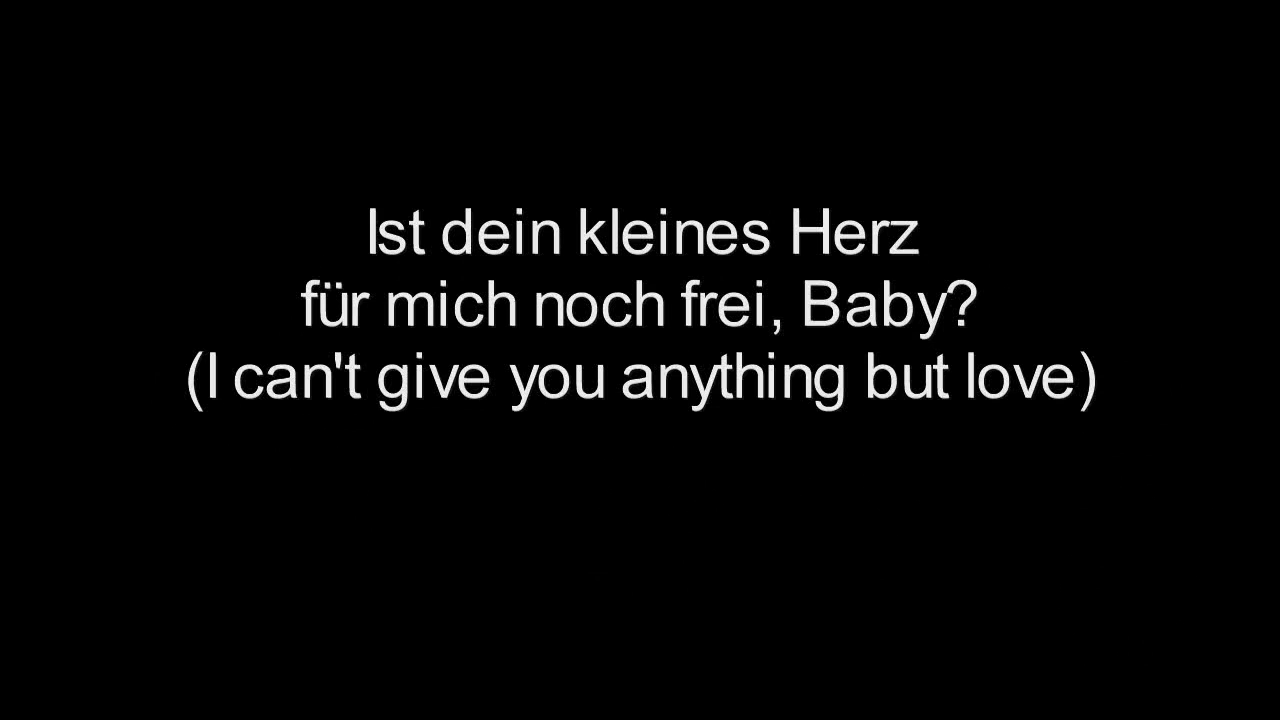 Ist dein kleines Herz
für mich noch frei, Baby?
(I can't give you anything but love)